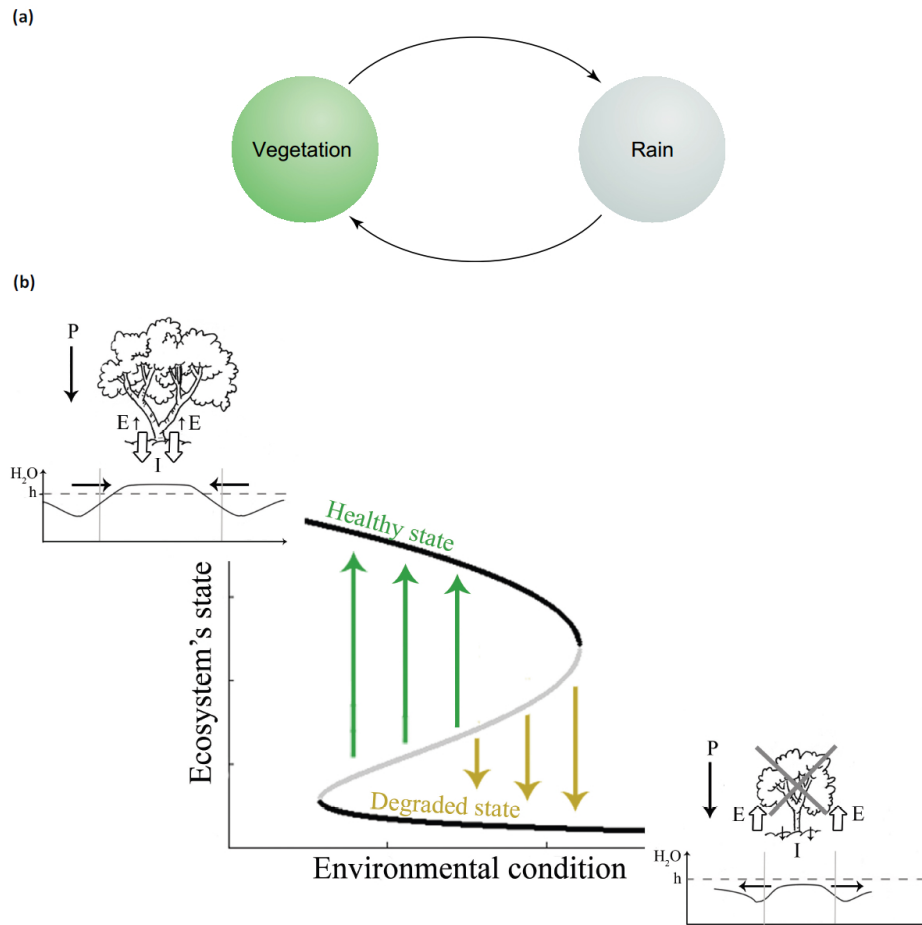 (a)
Vegetation
Rain
(b)
P
E E
I
H₂O
h
Healthy state
Ecosystem's state
Degraded state
Environmental condition
P
E E
I
H₂O
h